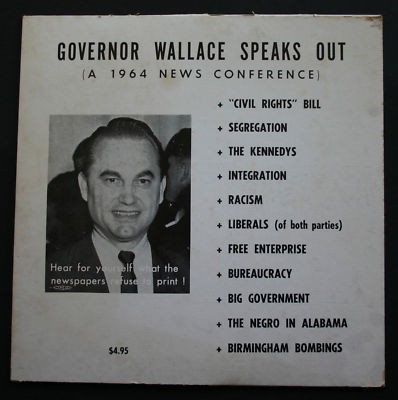 GOVERNOR WALLACE SPEAKS OUT
(A 1964 NEWS CONFERENCE)
+ "CIVIL RIGHTS" BILL
+ SEGREGATION
+ THE KENNEDYS
+ INTEGRATION
+ RACISM
+ LIBERALS (of both parties)
+ FREE ENTERPRISE
+ BUREAUCRACY
+ BIG GOVERNMENT
+ THE NEGRO IN ALABAMA
+ BIRMINGHAM BOMBINGS
Hear for yourself what the
newspapers refuse to print!
$4.95